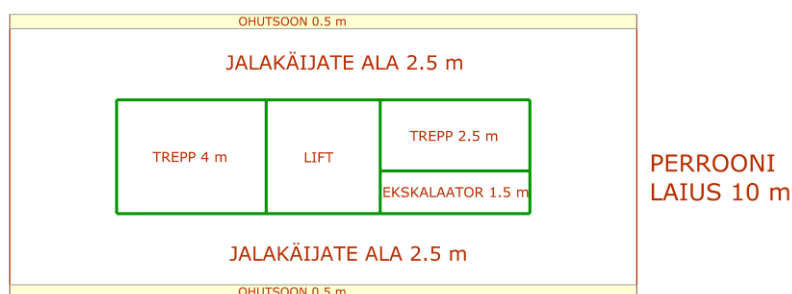 OHUTSOON 0.5 m
JALAKÄIJATE ALA 2.5 m
TREPP 4 m
LIFT
TREPP 2.5 m
EKSKALAATOR 1.5 m
PERROONI
LAIUS 10 m
JALAKÄIJATE ALA 2.5 m
OHUTSOON 0.5 m